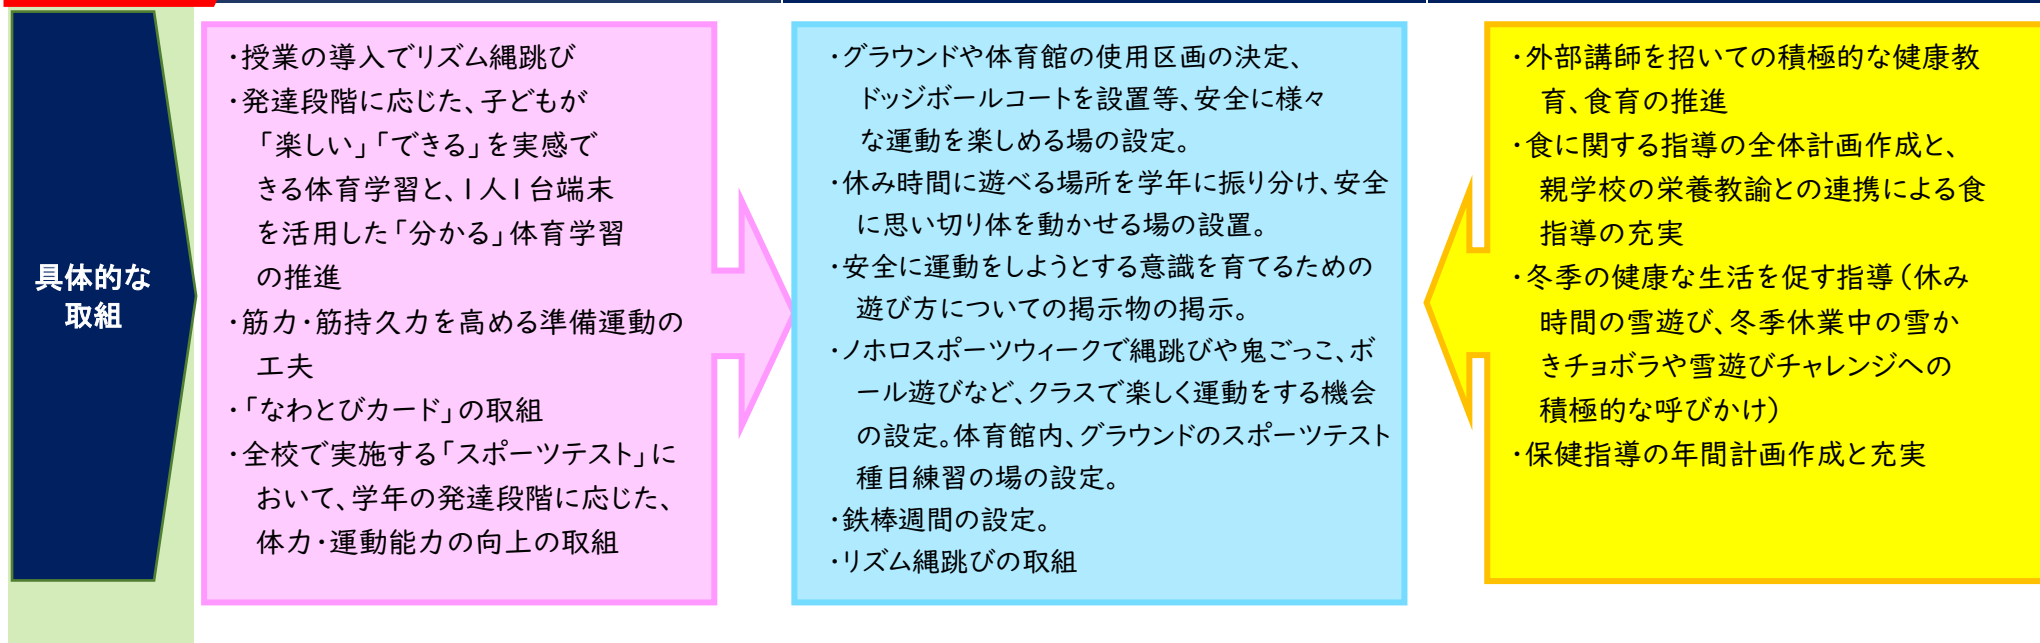 具体的な
取組
・授業の導入でリズム縄跳び
・発達段階に応じた、子どもが
「楽しい」「できる」を実感で
きる体育学習と、1人1台端末
を活用した「分かる」体育学習
の推進
・筋力・筋持久力を高める準備運動の
工夫
・「なわとびカード」の取組
・全校で実施する「スポーツテスト」に
おいて、学年の発達段階に応じた、
体力・運動能力の向上の取組
・グラウンドや体育館の使用区画の決定、
ドッジボールコートを設置等、安全に様々
な運動を楽しめる場の設定。
・休み時間に遊べる場所を学年に振り分け、安全
に思い切り体を動かせる場の設置。
・安全に運動をしようとする意識を育てるための
遊び方についての掲示物の掲示。
・ノホロスポーツウィークで縄跳びや鬼ごっこ、ボ
ール遊びなど、クラスで楽しく運動をする機会
の設定。体育館内、グラウンドのスポーツテスト
種目練習の場の設定。
・鉄棒週間の設定。
・リズム縄跳びの取組
・外部講師を招いての積極的な健康教
育、食育の推進
・食に関する指導の全体計画作成と、
親学校の栄養教諭との連携による食
指導の充実
・冬季の健康な生活を促す指導（休み
時間の雪遊び、冬季休業中の雪か
きチョボラや雪遊びチャレンジへの
積極的な呼びかけ）
・保健指導の年間計画作成と充実